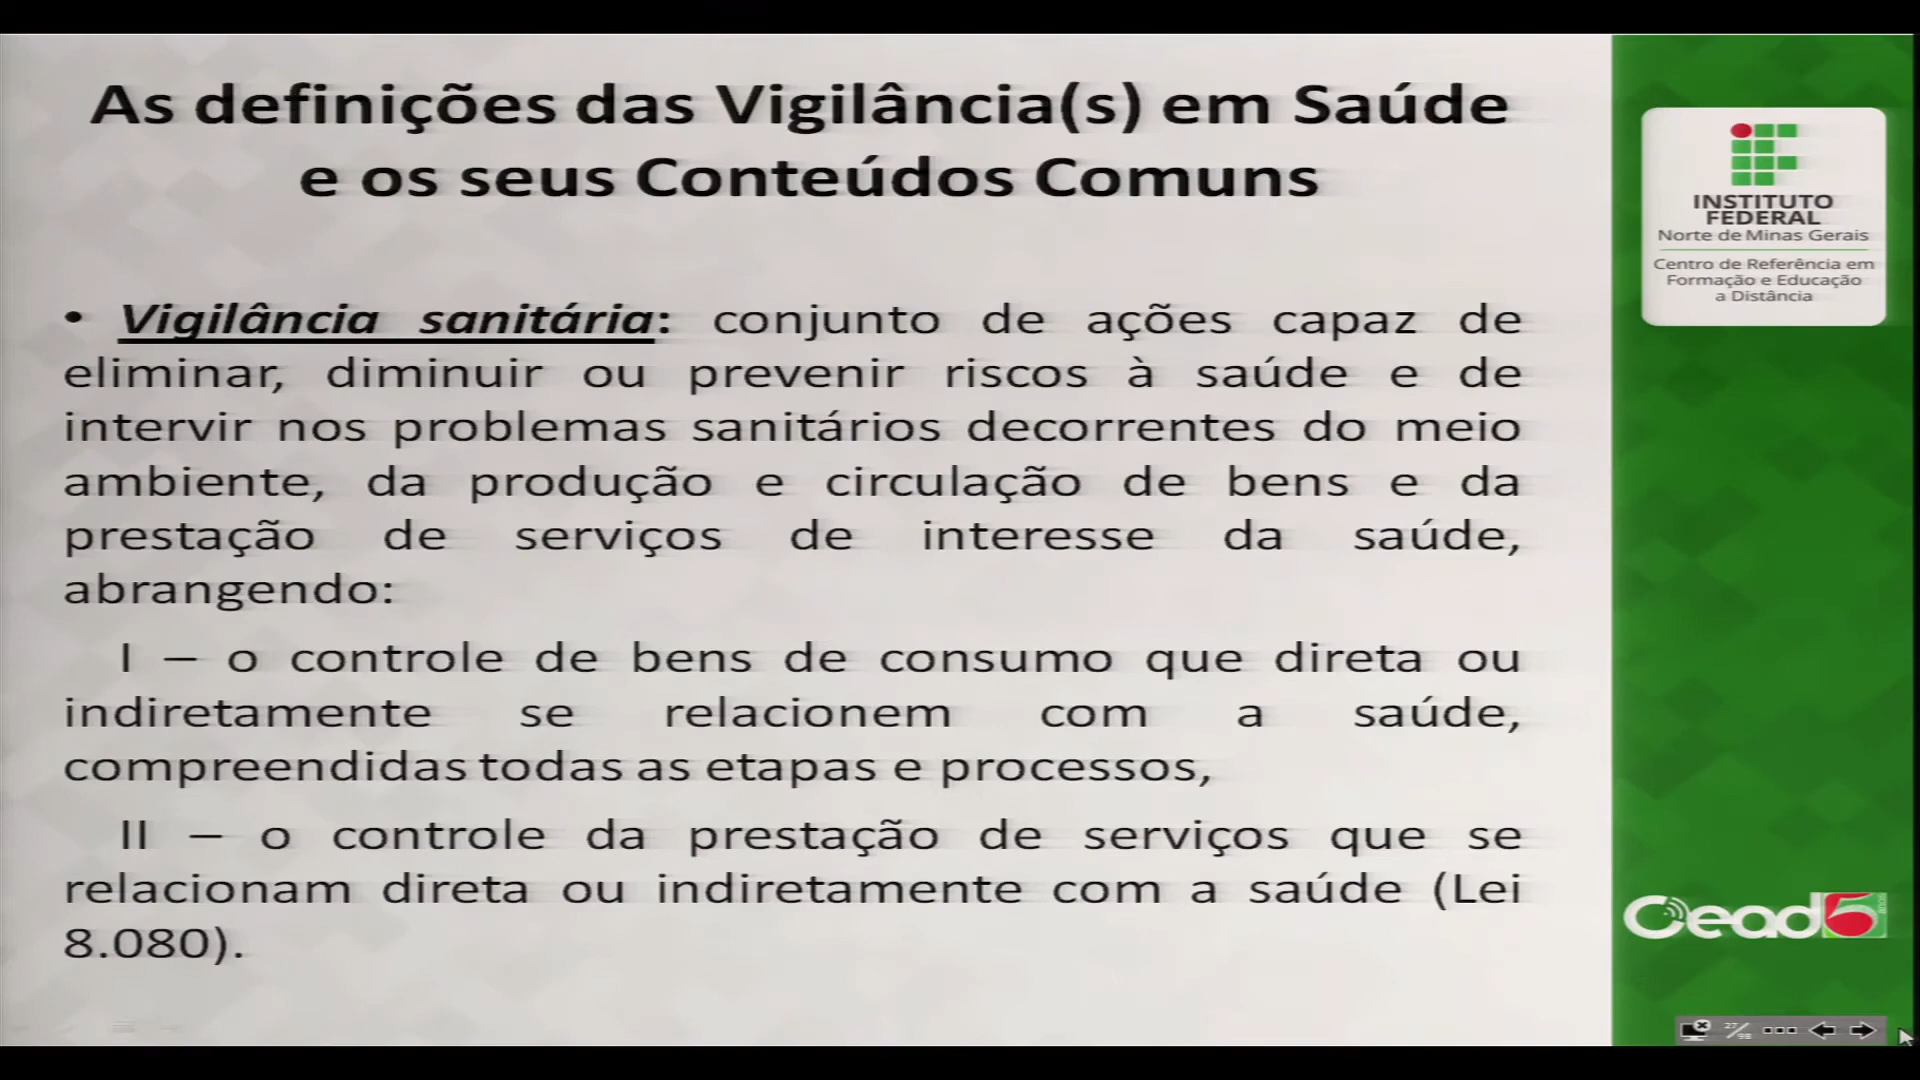 As definições das Vigilância(s) em Saúde
e os seus Conteúdos Comuns
• Vigilância sanitária: conjunto de ações capaz de
eliminar, diminuir ou prevenir riscos à saúde e de
intervir nos problemas sanitários decorrentes do meio
ambiente, da produção e circulação de bens e da
prestação de serviços de interesse da saúde,
abrangendo:
I – o controle de bens de consumo que direta ou
indiretamente se relacionem com a saúde,
compreendidas todas as etapas e processos,
II – o controle da prestação de serviços que se
relacionam direta ou indiretamente com a saúde (Lei
8.080).
INSTITUTO
FEDERAL
Norte de Minas Gerais
Centro de Referência em
Formação e Educação
a Distância
Cead 5
27/98